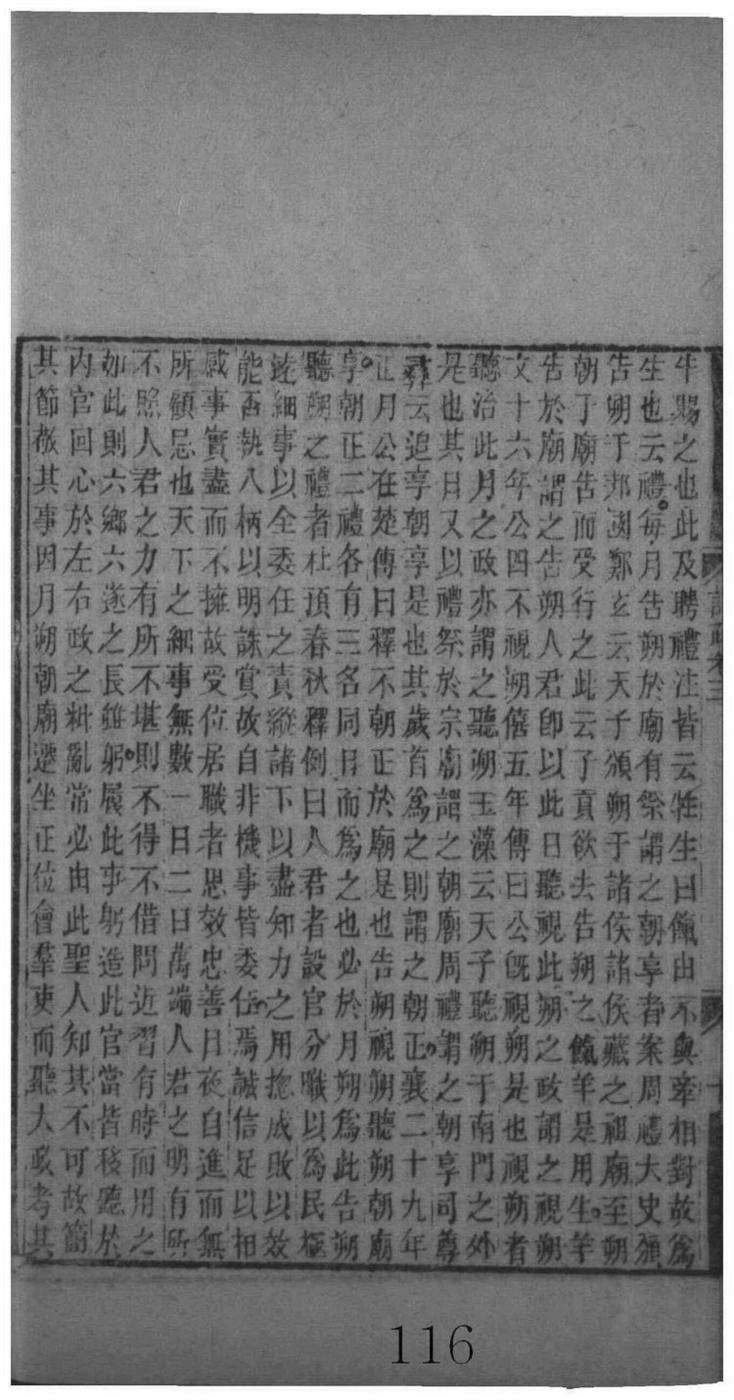 牛賜之也此及聘禮注皆云牲生曰餼由不與牽相對故爲
生也云禮每月告朔於廟有祭謂之朝享者案周禮大史頒
告朔于邦國鄭玄云天子頒朔于諸侯諸侯藏之祖廟至朔
朝于廟告而受行之此云子貢欲去告朔之餼羊是用生羊
告於廟謂之告朔人君即以此日聽視此朔之政謂之視朔
文十六年公四不視朔僖五年傳曰公既視朔是也視朔者
聽治此月之政亦謂之聽朔玉藻云天子聽朔于南門之外
是也其日又以禮祭於宗廟謂之朝廟周禮謂之朝享司尊
彝云追享朝享是也其歲首爲之則謂之朝正襄二十九年
正月公在楚傳曰釋不朝正於廟是也告朔視朔聽朔朝廟
享朝正二禮各有三名同日而爲之也必於月朔爲此告朔
聽朔之禮者杜預春秋釋例曰人君者設官分職以爲民極
遠細事以全委任之責縱諸下以盡知力之用揔成敗以效
能否執八柄以明誅賞故自非機事皆委任焉誠信足以相
感事實盡而不擁故受位居職者思效忠善日夜自進而無
所顧忌也天下之細事無數一日二日萬端人君之明有所
不照人君之力有所不堪則不得不借問近習有時而用之
如此則六鄉六遂之長雖躬履此事躬造此官當皆移聽於
内官回心於左右政之粃亂常必由此聖人知其不可故簡
其節敬其事因月朔朝廟遷坐正位會羣吏而聽大政考其
116